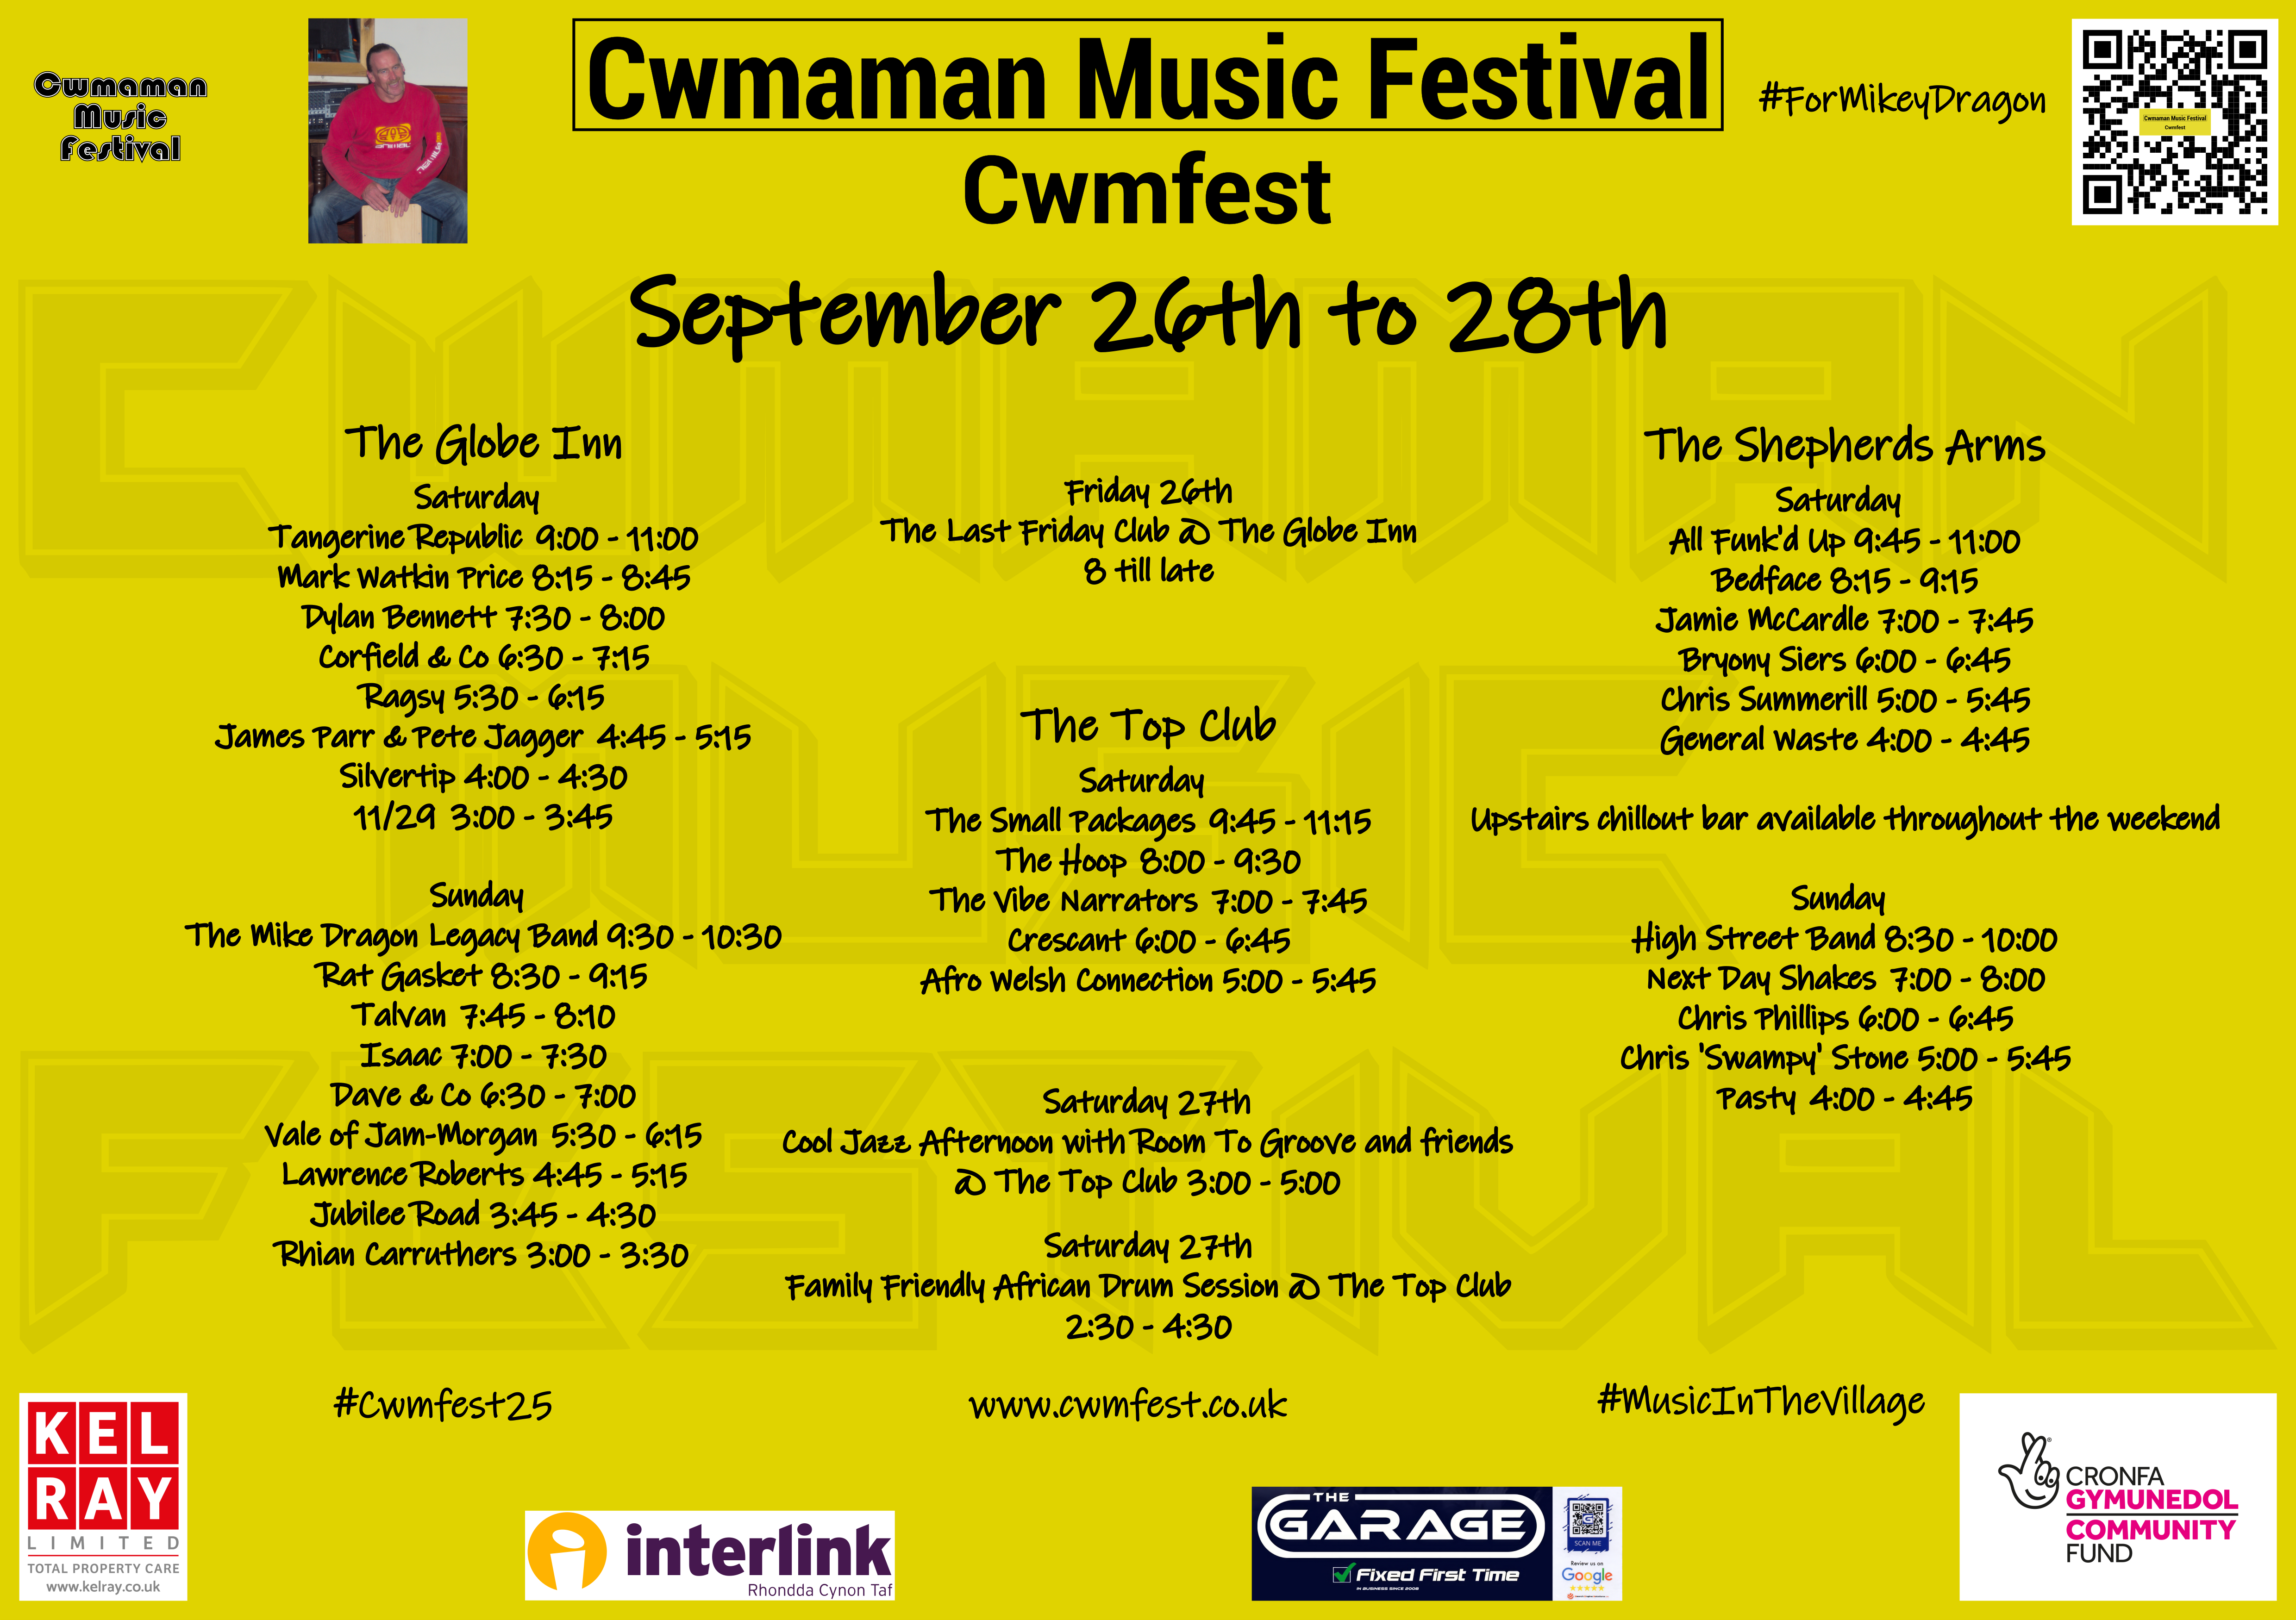 Cwmaman
Music
Festival
Cwmaman Music Festival
Cwmfest
#ForMikeyDragon
Cwmaman Music Festival
Cwmfest
September 26th to 28th
The Globe Inn
Saturday
Tangerine Republic 9:00 - 11:00
Mark Watkin Price 8:15 - 8:45
Dylan Bennett 7:30 - 8:00
Corfield & Co 6:30 - 7:15
Ragsy 5:30 - 6:15
James Parr & Pete Jagger 4:45 - 5:15
Silvertip 4:00 - 4:30
11/29 3:00 - 3:45
Sunday
The Mike Dragon Legacy Band 9:30 - 10:30
Rat Gasket 8:30 - 9:15
Talvan 7:45 - 8:10
Isaac 7:00 - 7:30
Dave & Co 6:30 - 7:00
Vale of Jam-Morgan 5:30 - 6:15
Lawrence Roberts 4:45 - 5:15
Jubilee Road 3:45 - 4:30
Rhian Carruthers 3:00 - 3:30
Friday 26th
The Last Friday Club @ The Globe Inn
8 till late
The Top Club
Saturday
The Small Packages 9:45 - 11:15
The Hoop 8:00 - 9:30
The Vibe Narrators 7:00 - 7:45
Crescant 6:00 - 6:45
Afro Welsh Connection 5:00 - 5:45
Saturday 27th
Cool Jazz Afternoon with Room To Groove and friends
@ The Top Club 3:00 - 5:00
Saturday 27th
Family Friendly African Drum Session @ The Top Club
2:30 - 4:30
The Shepherds Arms
Saturday
All Funk'd Up 9:45 - 11:00
Bedface 8:15 - 9:15
Jamie McCardle 7:00 - 7:45
Bryony Siers 6:00 - 6:45
Chris Summerill 5:00 - 5:45
General Waste 4:00 - 4:45
Upstairs chillout bar available throughout the weekend
Sunday
High Street Band 8:30 - 10:00
Next Day Shakes 7:00 - 8:00
Chris Phillips 6:00 - 6:45
Chris 'Swampy' Stone 5:00 - 5:45
Pasty 4:00 - 4:45
CWMAMAN
MUSIC
FESTIVAL
#Cwmfest25
www.cwmfest.co.uk
#MusicInTheVillage
KEL
RAY
LIMITED
TOTAL PROPERTY CARE
www.kelray.co.uk
interlink
Rhondda Cynon Taf
THE
GARAGE
Fixed First Time
IN BUSINESS SINCE 2008
SCAN ME
Review us on
Google
CRONFA
GYMUNEDOL
COMMUNITY
FUND